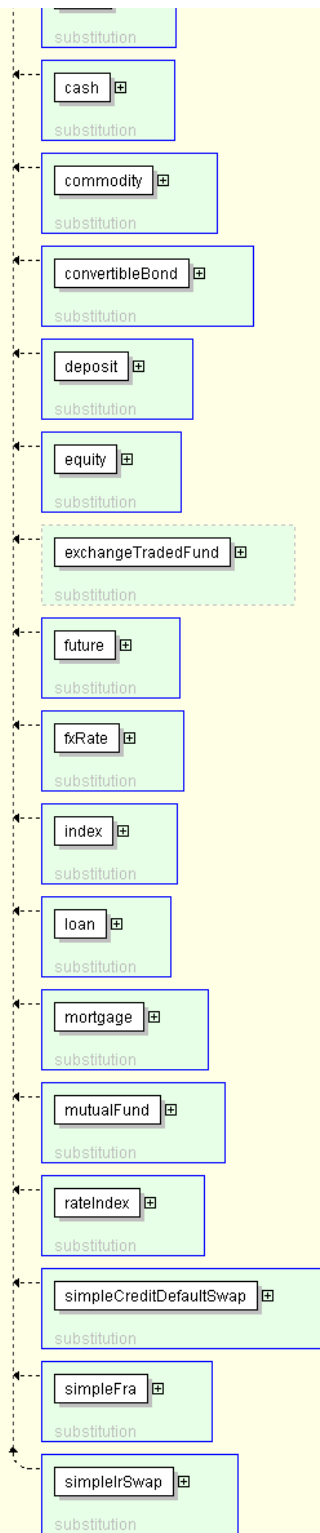 substitution
cash
substitution
commodity
substitution
convertibleBond
substitution
deposit
substitution
equity
substitution
exchangeTradedFund
substitution
future
substitution
fxRate
substitution
index
substitution
loan
substitution
mortgage
substitution
mutualFund
substitution
rateIndex
substitution
simpleCreditDefaultSwap
substitution
simpleFra
substitution
simpleIrSwap
substitution